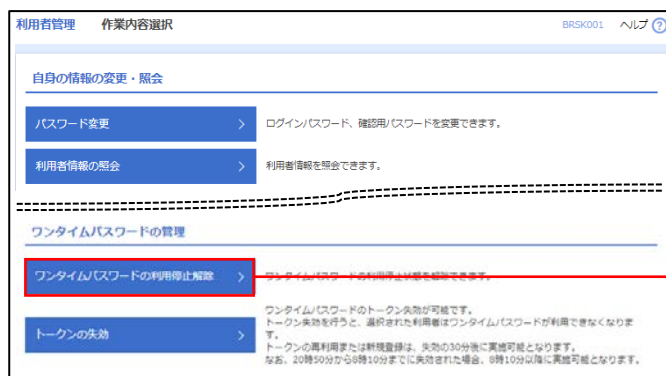 利用者管理 作業内容選択 BRSK001 ヘルプ ?
自身の情報の変更・照会
パスワード変更 ログインパスワード、確認用パスワードを変更できます。
利用者情報の照会 利用者情報を照会できます。
ワンタイムパスワードの管理
ワンタイムパスワードの利用停止解除 ワンタイムパスワードの利用停止状態を解除できます。
ワンタイムパスワードのトークン失効が可能です。
トークン失効を行うと、選択された利用者はワンタイムパスワードが利用できなくなりま
トークンの失効 す。
トークンの再利用または新規登録は、失効の30分後に実施可能となります。
なお、20時50分から8時10分までに失効された場合、8時10分以降に実施可能となります。